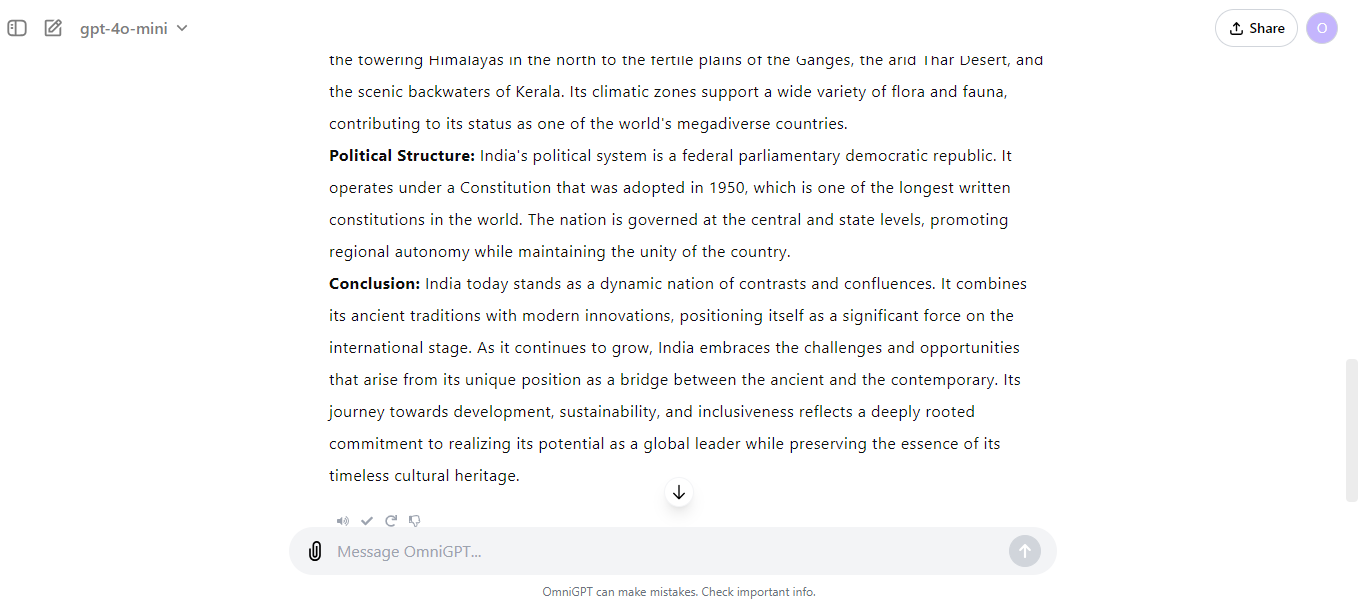 gpt-4o-mini
Share
O
the towering Himalayas in the north to the fertile plains of the Ganges, the arid Thar Desert, and
the scenic backwaters of Kerala. Its climatic zones support a wide variety of flora and fauna,
contributing to its status as one of the world's megadiverse countries.
Political Structure: India's political system is a federal parliamentary democratic republic. It
operates under a Constitution that was adopted in 1950, which is one of the longest written
constitutions in the world. The nation is governed at the central and state levels, promoting
regional autonomy while maintaining the unity of the country.
Conclusion: India today stands as a dynamic nation of contrasts and confluences. It combines
its ancient traditions with modern innovations, positioning itself as a significant force on the
international stage. As it continues to grow, India embraces the challenges and opportunities
that arise from its unique position as a bridge between the ancient and the contemporary. Its
journey towards development, sustainability, and inclusiveness reflects a deeply rooted
commitment to realizing its potential as a global leader while preserving the essence of its
timeless cultural heritage.
Message OmniGPT...
OmniGPT can make mistakes. Check important info.